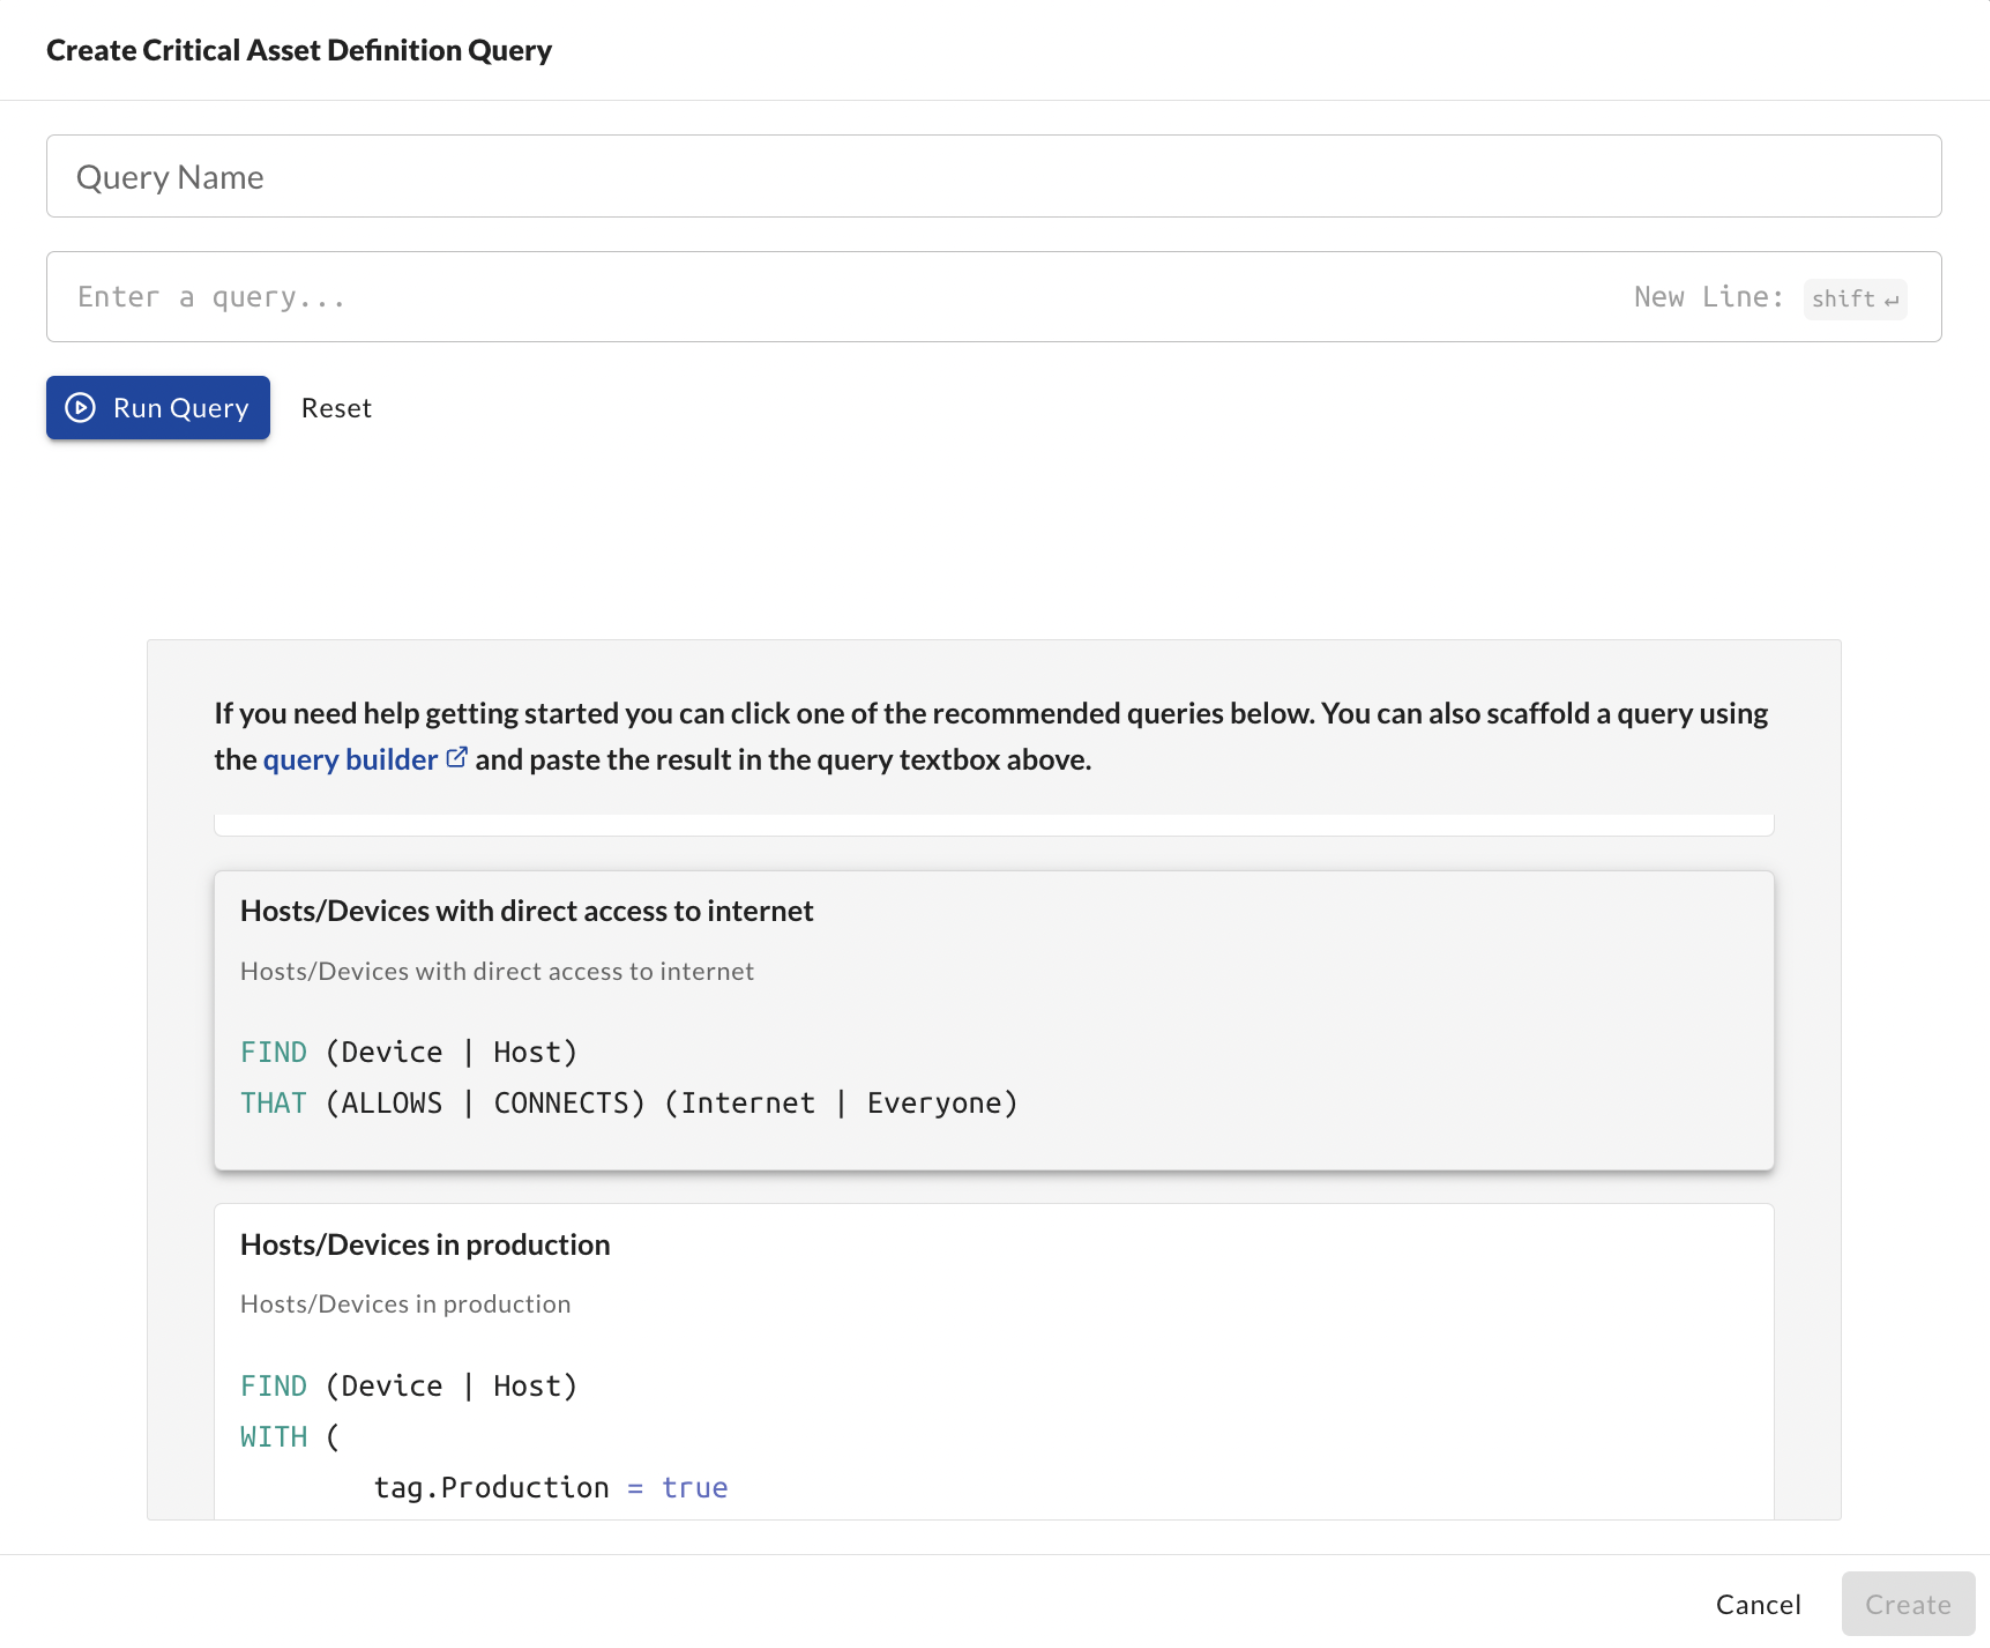 Create Critical Asset Definition Query
Query Name
Enter a query...
New Line: shift ↵
Run Query
Reset
If you need help getting started you can click one of the recommended queries below. You can also scaffold a query using
the query builder and paste the result in the query textbox above.
Hosts/Devices with direct access to internet
Hosts/Devices with direct access to internet
FIND (Device | Host)
THAT (ALLOWS | CONNECTS) (Internet | Everyone)
Hosts/Devices in production
Hosts/Devices in production
FIND (Device | Host)
WITH (
tag.Production = true
Cancel
Create